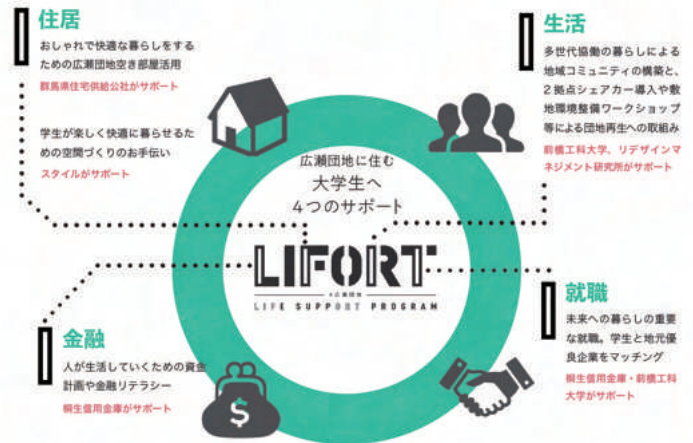 住居
おしゃれで快適な暮らしをする
ための広瀬団地空き部屋活用
群馬県住宅供給公社がサポート
学生が楽しく快適に暮らせるた
めの空間づくりのお手伝い
スタイルがサポート
生活
多世代協働の暮らしによる
地域コミュニティの構築と、
2拠点シェアカー導入や敷
地環境整備ワークショップ
等による団地再生への取組み
前橋工科大学、リデザインマ
ネジメント研究所がサポート
広瀬団地に住む
大学生へ
4つのサポート
LIFORT
LIFE SUPPORT PROGRAM
金融
人が生活していくための資金
計画や金融リテラシー
桐生信用金庫がサポート
$
就職
未来への暮らしの重要
な就職。学生と地元優
良企業をマッチング
桐生信用金庫・前橋工科
大学がサポート